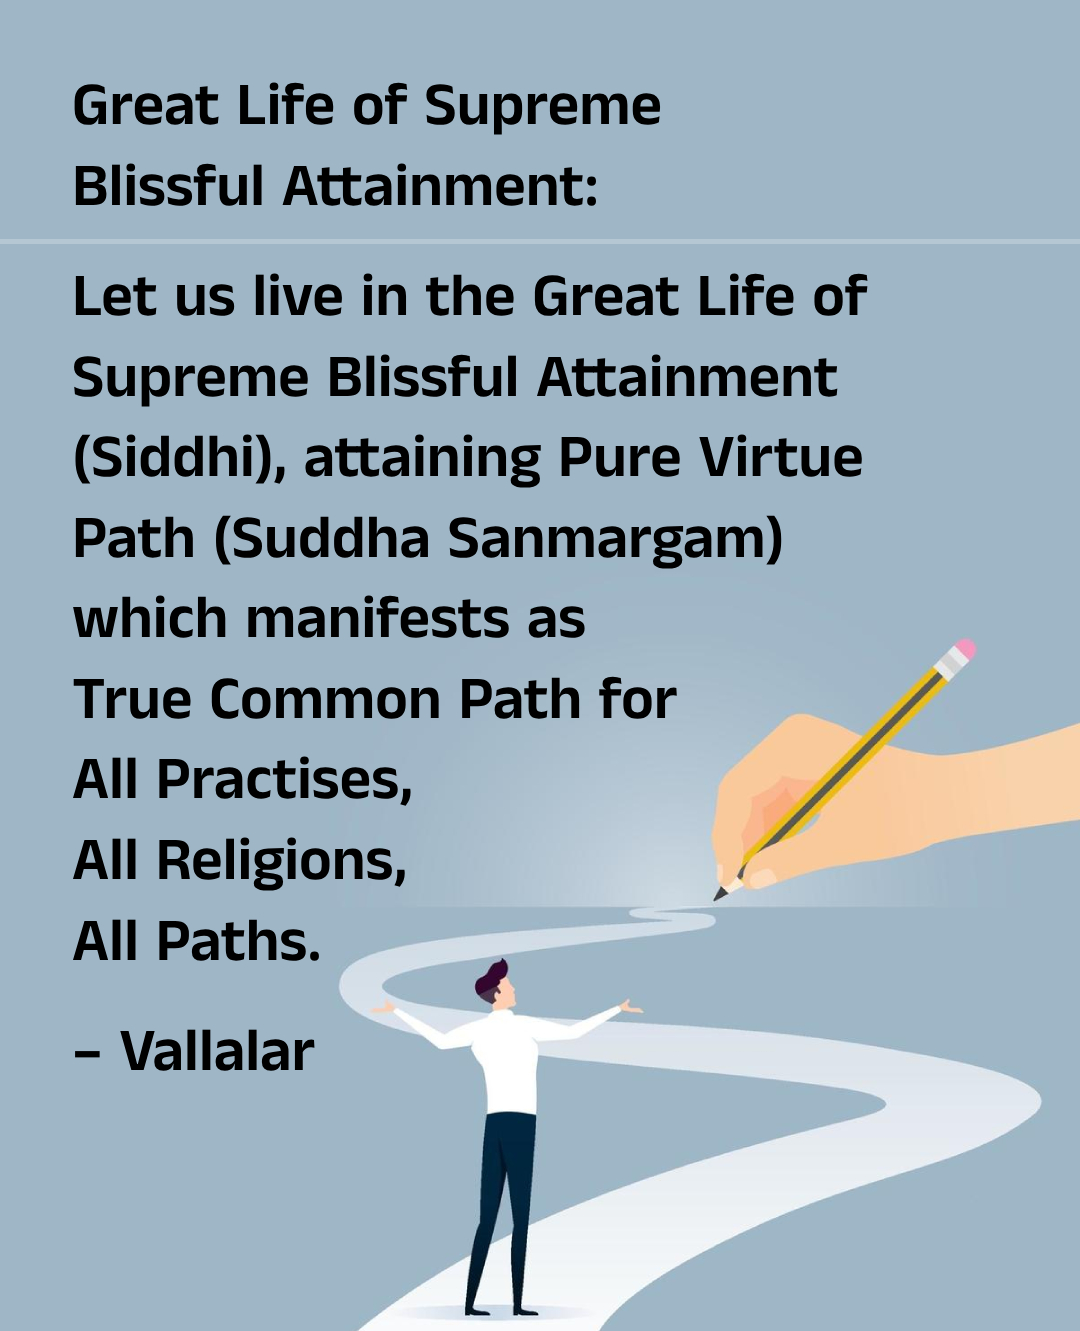 Great Life of Supreme
Blissful Attainment:
Let us live in the Great Life of
Supreme Blissful Attainment
(Siddhi), attaining Pure Virtue
Path (Suddha Sanmargam)
which manifests as
True Common Path for
All Practises,
All Religions,
All Paths.
– Vallalar